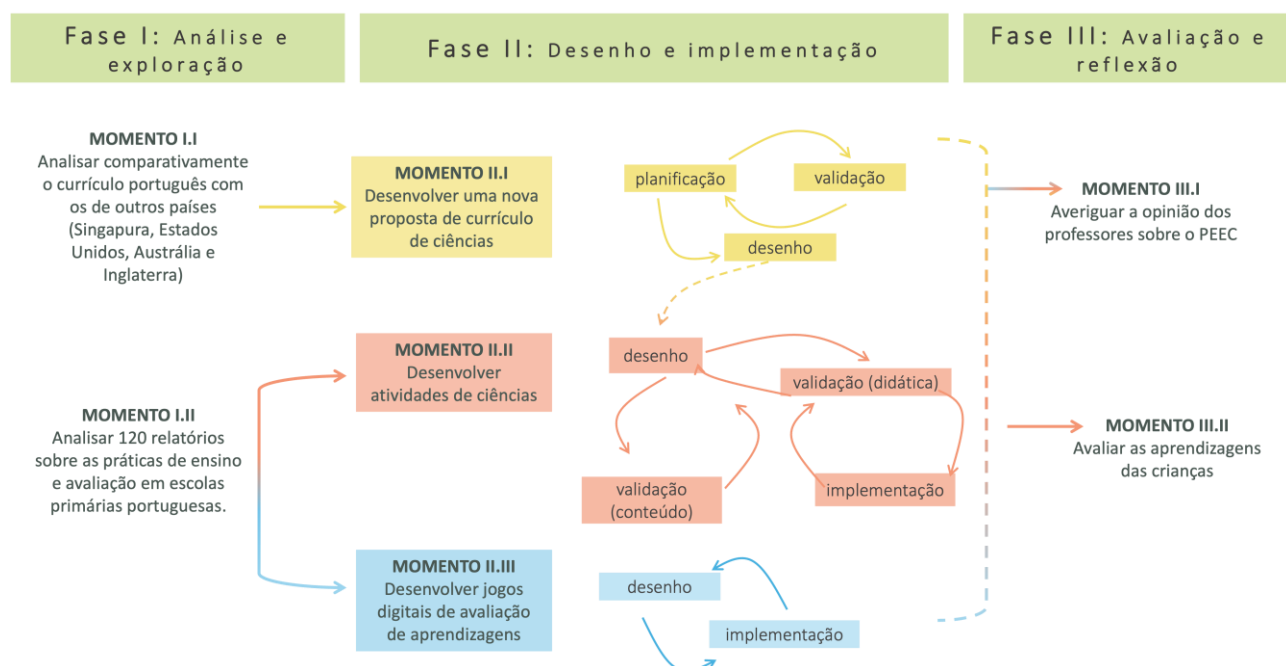 Fase I: Análise e
exploração
Fase II: Desenho e implementação
Fase III: Avaliação e
reflexão
MOMENTO I.I
Analisar comparativamente
o currículo português com
os de outros países
(Singapura, Estados
Unidos, Austrália e
Inglaterra)
MOMENTO II.I
Desenvolver uma nova
proposta de currículo
de ciências
planificação
validação
desenho
MOMENTO III.I
Averiguar a opinião dos
professores sobre o PEEC
MOMENTO I.II
Analisar 120 relatórios
sobre as práticas de ensino
e avaliação em escolas
primárias portuguesas.
MOMENTO II.II
Desenvolver
atividades de ciências
desenho
validação (didática)
validação
(conteúdo)
implementação
MOMENTO III.II
Avaliar as aprendizagens
das crianças
MOMENTO II.III
Desenvolver jogos
digitais de avaliação
de aprendizagens
desenho
implementação